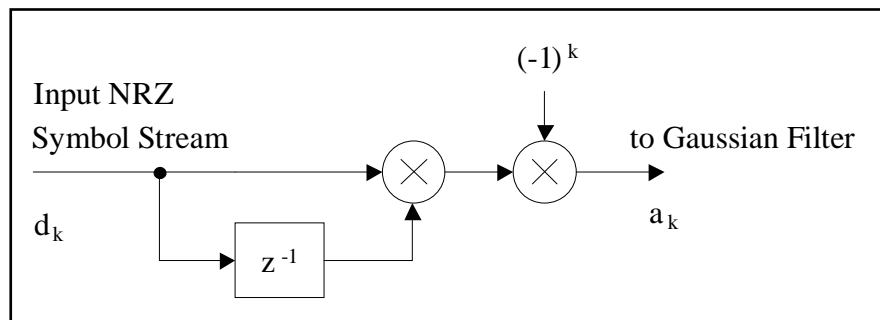 (-1) k
Input NRZ
Symbol Stream
to Gaussian Filter
d k
a k
z -1